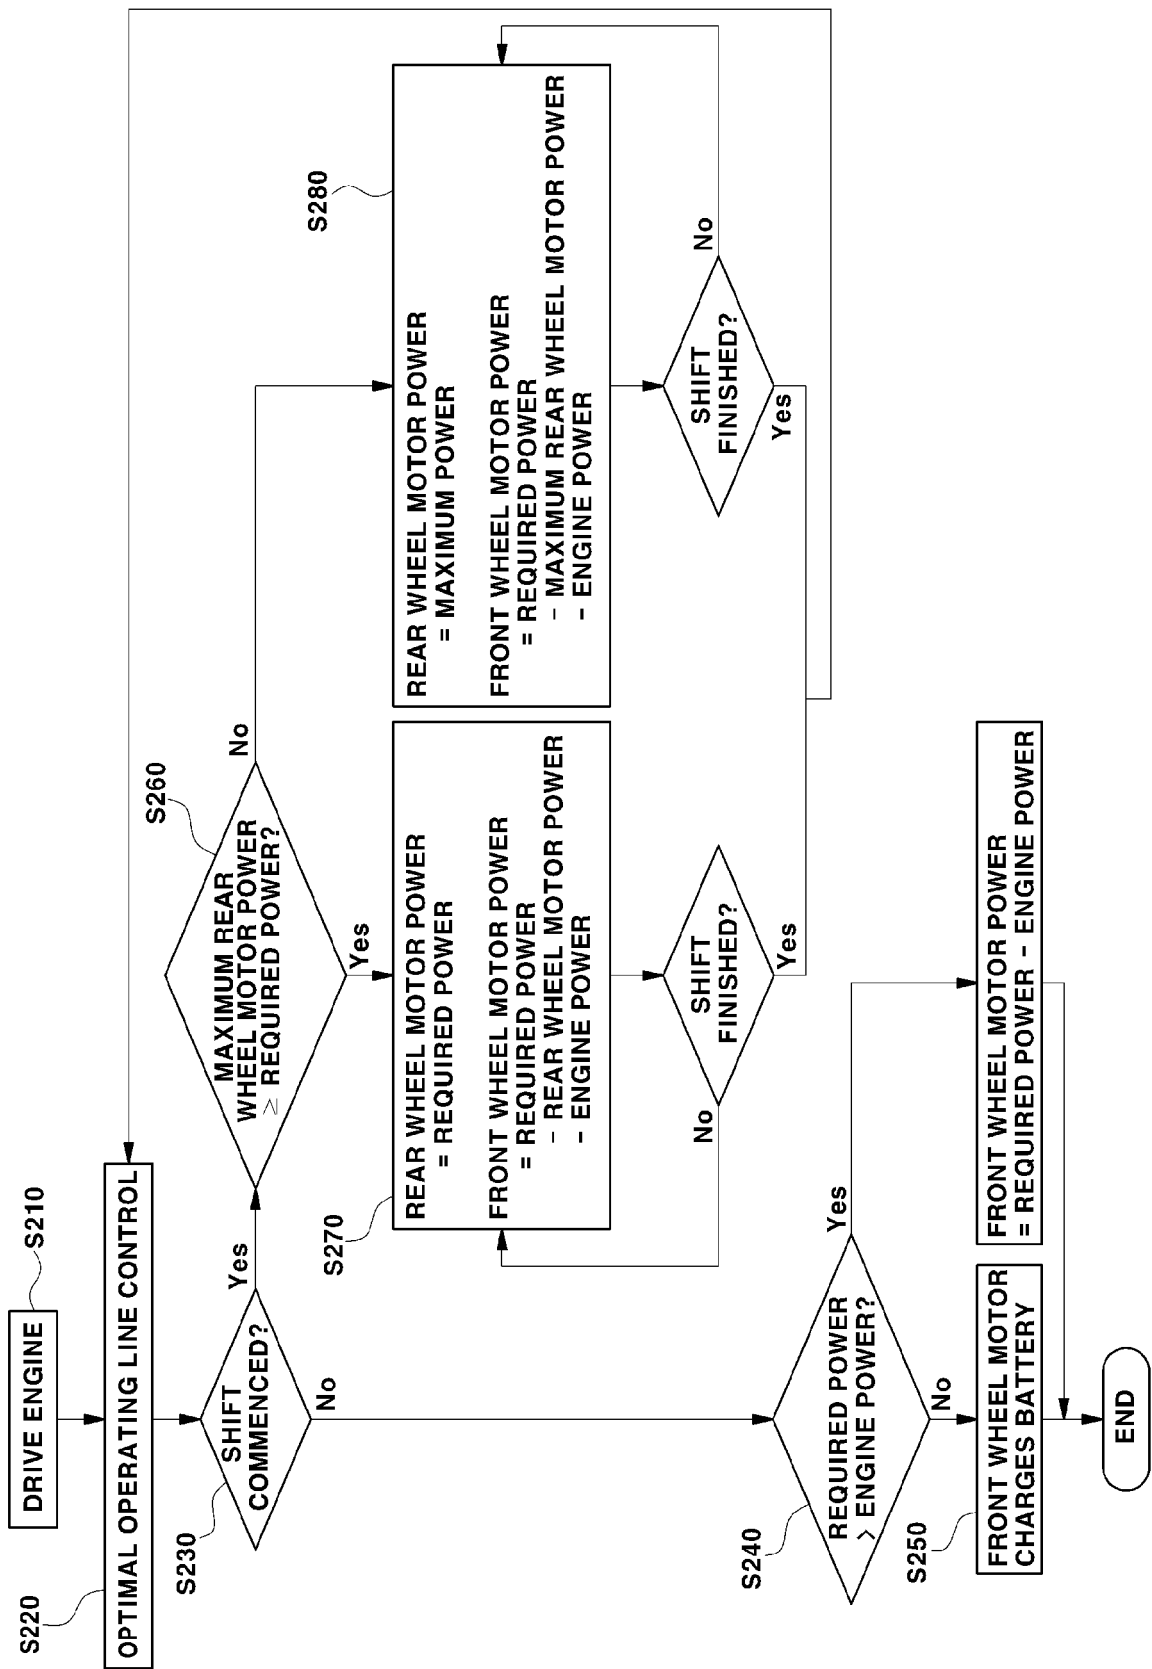 DRIVE ENGINE
S210
S220
OPTIMAL OPERATING LINE CONTROL
S230
SHIFT
COMMENCED?
Yes
No
S260
MAXIMUM REAR
WHEEL MOTOR POWER
≥ REQUIRED POWER?
Yes
No
S270
REAR WHEEL MOTOR POWER
= REQUIRED POWER
FRONT WHEEL MOTOR POWER
= REQUIRED POWER
− REAR WHEEL MOTOR POWER
− ENGINE POWER
S280
REAR WHEEL MOTOR POWER
= MAXIMUM POWER
FRONT WHEEL MOTOR POWER
= REQUIRED POWER
− MAXIMUM REAR WHEEL MOTOR POWER
− ENGINE POWER
SHIFT
FINISHED?
No
Yes
SHIFT
FINISHED?
No
Yes
S240
REQUIRED POWER
> ENGINE POWER?
Yes
No
S250
FRONT WHEEL MOTOR
CHARGES BATTERY
FRONT WHEEL MOTOR POWER
= REQUIRED POWER − ENGINE POWER
END